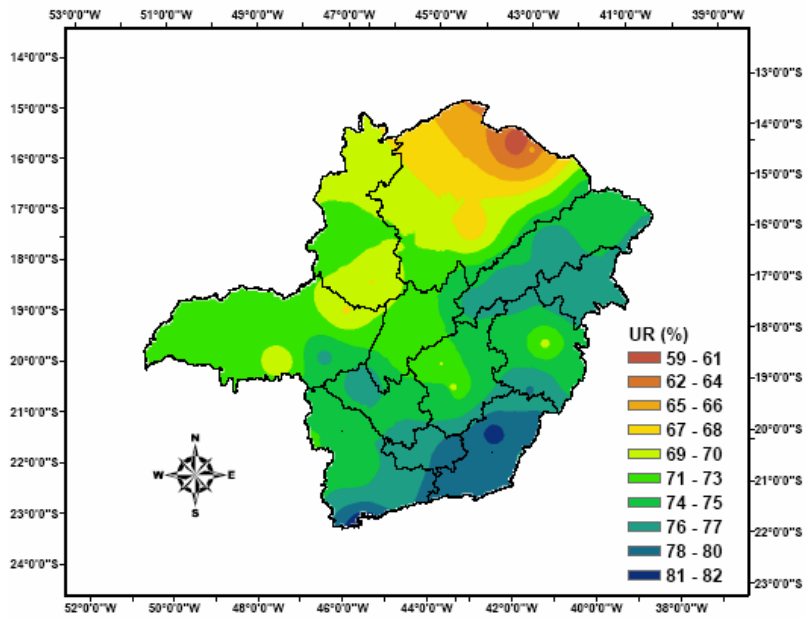 53°0'0"W 51°0'0"W 49°0'0"W 47°0'0"W 45°0'0"W 43°0'0"W 41°0'0"W 39°0'0"W
14°0'0"S
15°0'0"S
16°0'0"S
17°0'0"S
18°0'0"S
19°0'0"S
20°0'0"S
21°0'0"S
22°0'0"S
23°0'0"S
24°0'0"S
13°0'0"S
14°0'0"S
15°0'0"S
16°0'0"S
17°0'0"S
18°0'0"S
19°0'0"S
20°0'0"S
21°0'0"S
22°0'0"S
23°0'0"S
N
W E
S
UR (%)
59 - 61
62 - 64
65 - 66
67 - 68
69 - 70
71 - 73
74 - 75
76 - 77
78 - 80
81 - 82
52°0'0"W 50°0'0"W 48°0'0"W 46°0'0"W 44°0'0"W 42°0'0"W 40°0'0"W 38°0'0"W